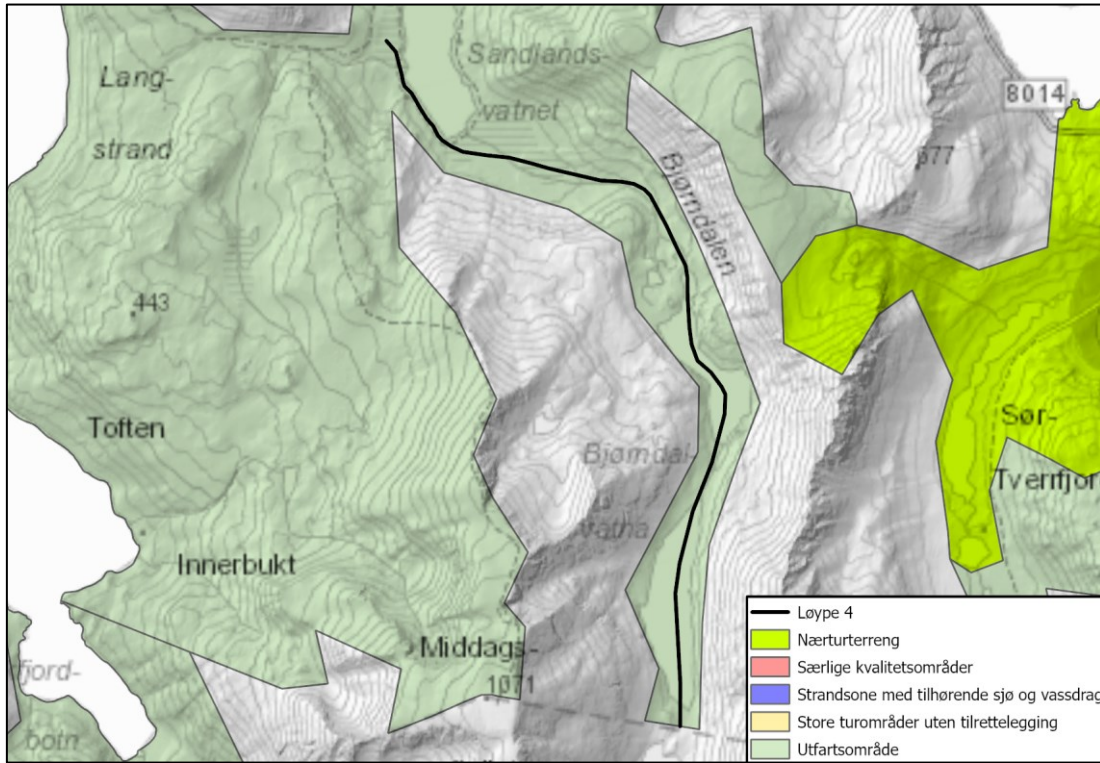 Lang-
strand
Sandlands-
vatnet
8014
577
Bjørndalen
443
Toften
Bjørndal-
vatna
Sør-
Tverrfjor
Innerbukt
Middags-
1071
fjord-
botn
Løype 4
Nærturterreng
Særlige kvalitetsområder
Strandsone med tilhørende sjø og vassdrag
Store turområder uten tilrettelegging
Utfartsområde